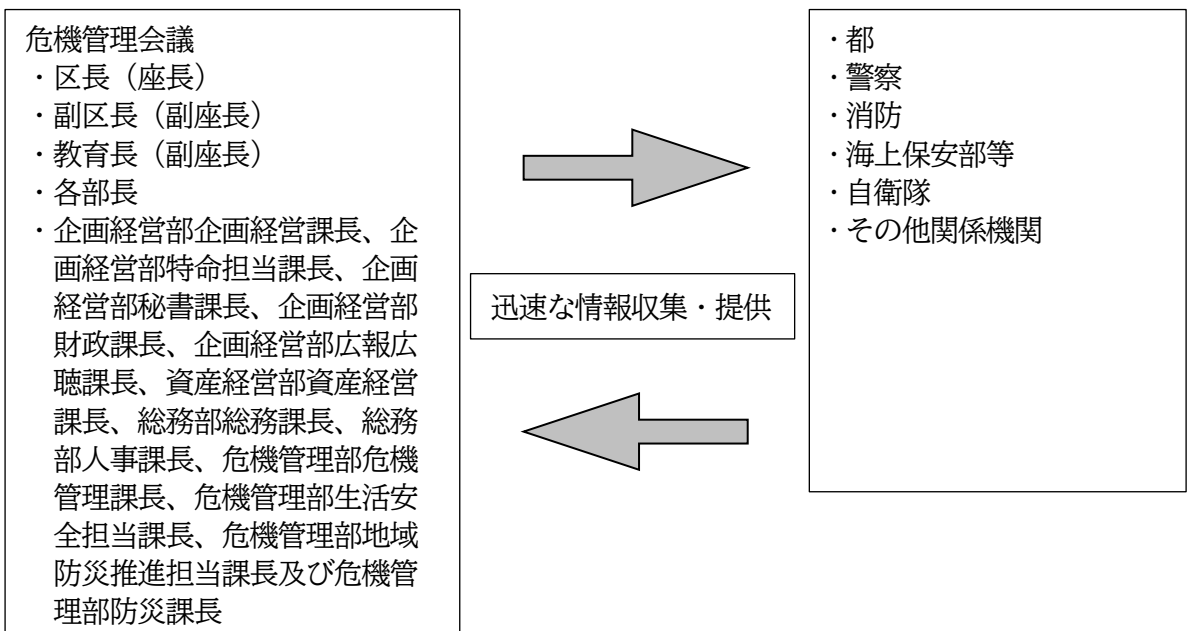 危機管理会議
・区長（座長）
・副区長（副座長）
・教育長（副座長）
・各部長
・企画経営部企画経営課長、企
画経営部特命担当課長、企画
経営部秘書課長、企画経営部
財政課長、企画経営部広報広
聴課長、資産経営部資産経営
課長、総務部総務課長、総務
部人事課長、危機管理部危機
管理課長、危機管理部生活安
全担当課長、危機管理部地域
防災推進担当課長及び危機管
理部防災課長
迅速な情報収集・提供
・都
・警察
・消防
・海上保安部等
・自衛隊
・その他関係機関